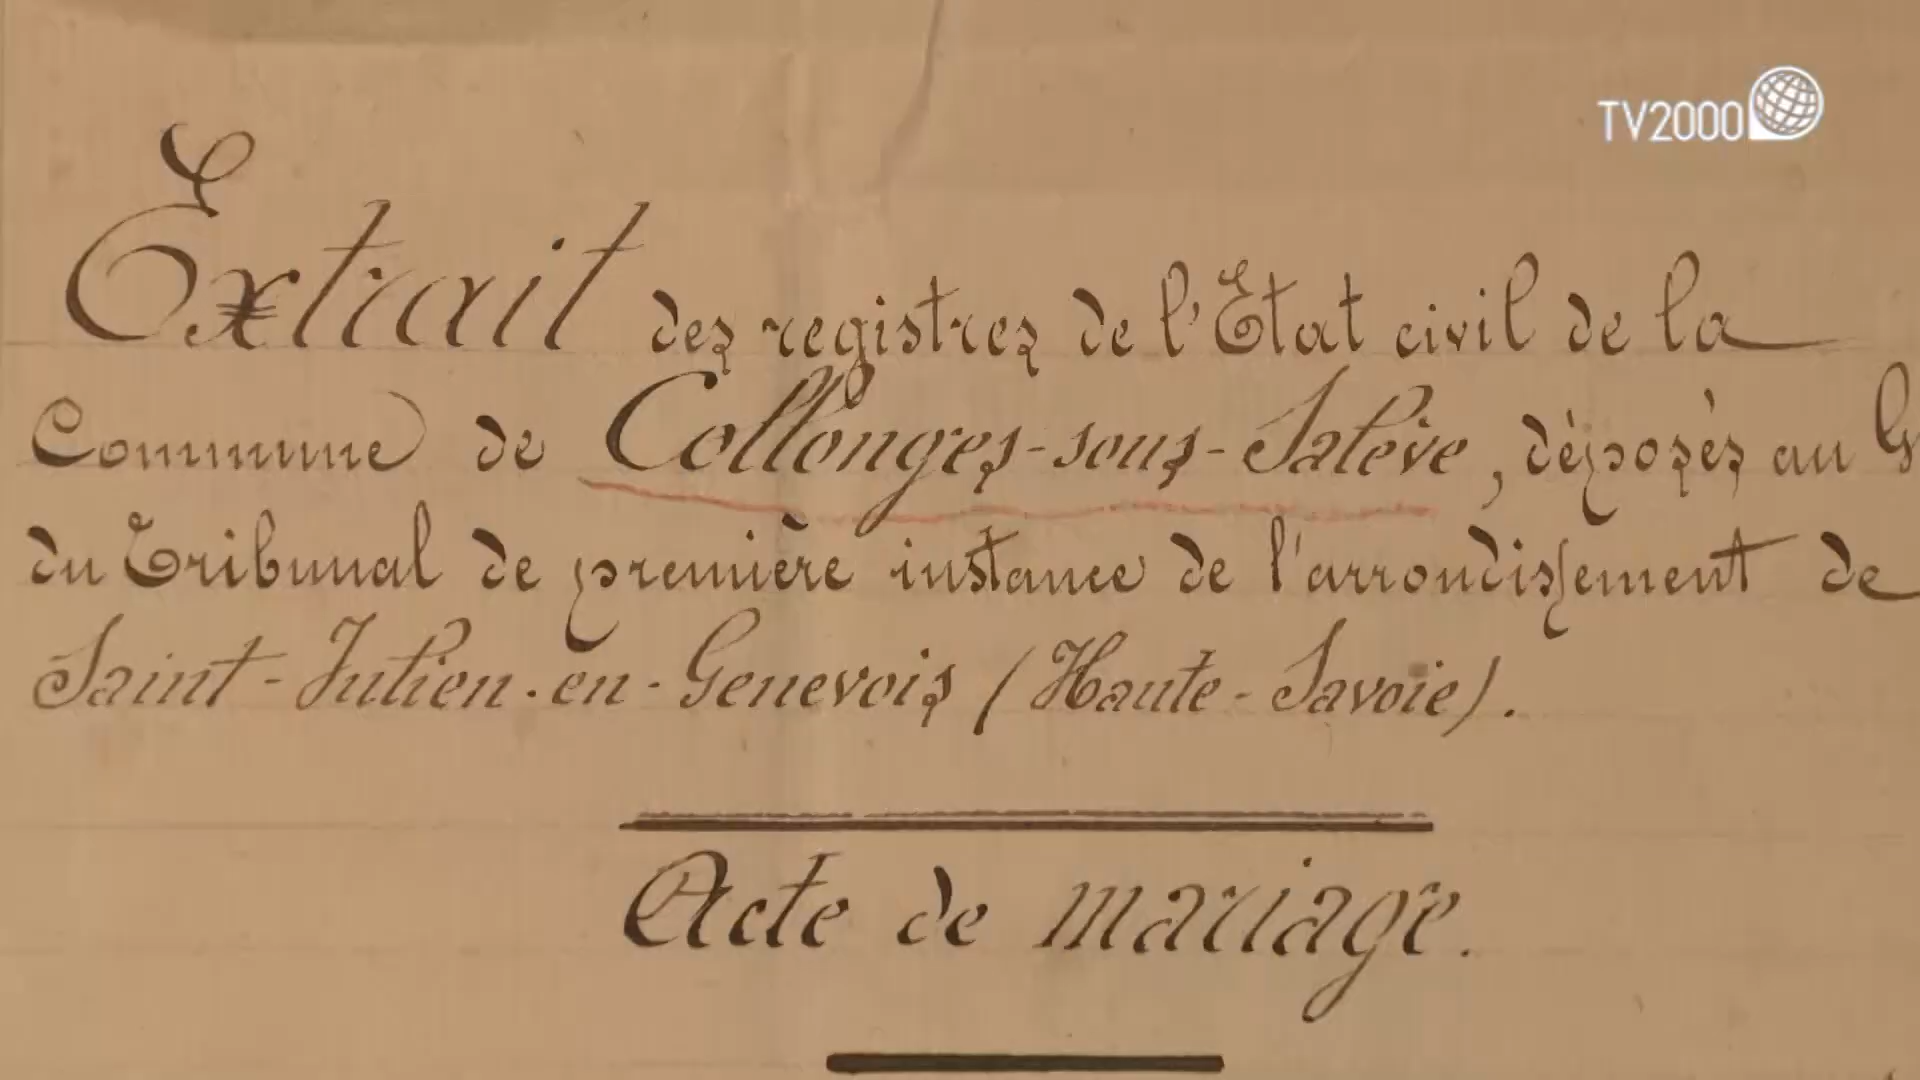 TV2000
Extrait des registres de l'État civil de la
Commune de Collonges-sous-Salève, déposés au G
du Tribunal de première instance de l'arrondissement de
Saint-Julien-en-Genevois (Haute-Savoie).
Acte de mariage.